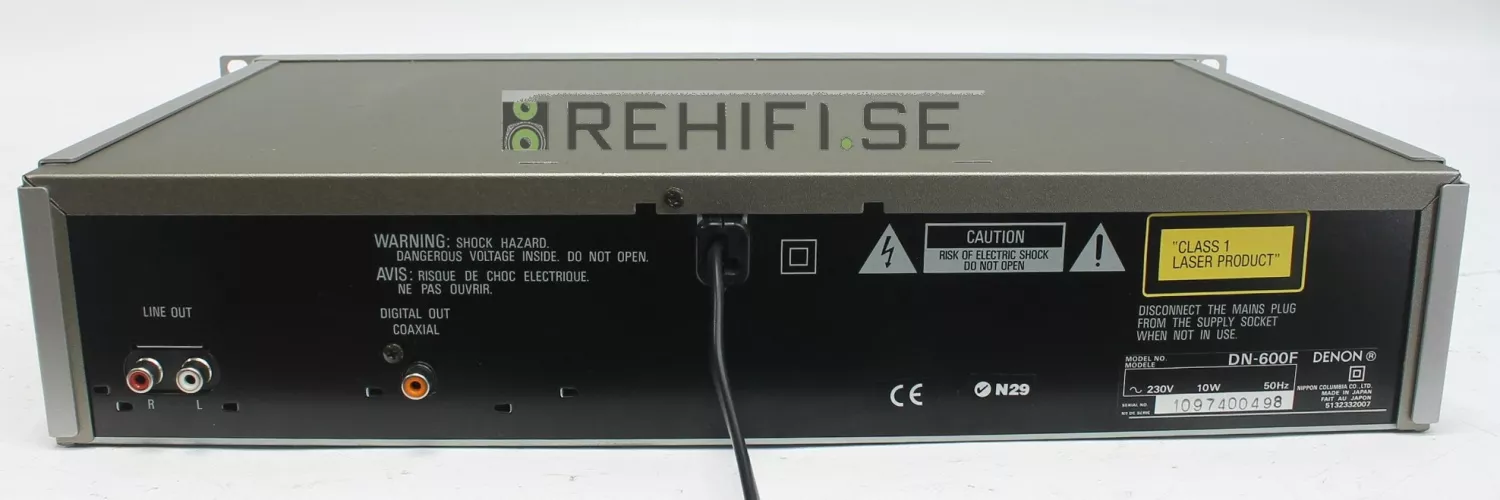 REHIFI.SE
WARNING: SHOCK HAZARD.
DANGEROUS VOLTAGE INSIDE. DO NOT OPEN.
AVIS: RISQUE DE CHOC ELECTRIQUE.
NE PAS OUVRIR.
CAUTION
RISK OF ELECTRIC SHOCK
DO NOT OPEN
"CLASS 1
LASER PRODUCT"
LINE OUT
R L
DIGITAL OUT
COAXIAL
DISCONNECT THE MAINS PLUG
FROM THE SUPPLY SOCKET
WHEN NOT IN USE.
CE
N29
MODEL NO.
MODELE
DN-600F
DENON®
~ 230V 10W 50Hz
SERIAL NO.
NO DE SERIE
1097400498
NIPPON COLUMBIA CO., LTD.
MADE IN JAPAN
FAIT AU JAPON
5132332007